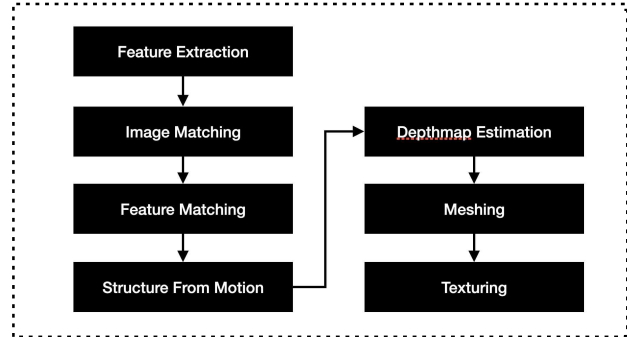 Feature Extraction
Image Matching
Feature Matching
Structure From Motion
Depthmap Estimation
Meshing
Texturing